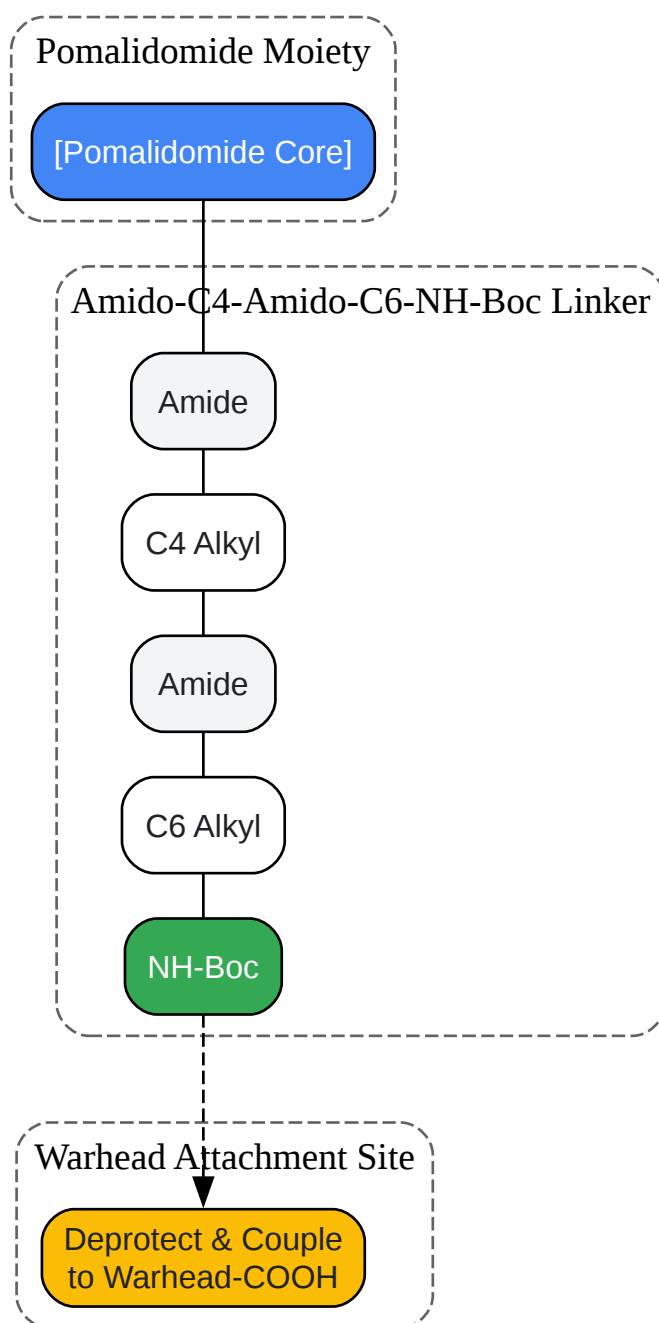 Pomalidomide Moiety
[Pomalidomide Core]
Amido-C4-Amido-C6-NH-Boc Linker
Amide
C4 Alkyl
Amide
C6 Alkyl
NH-Boc
Warhead Attachment Site
Deprotect & Couple
to Warhead-COOH